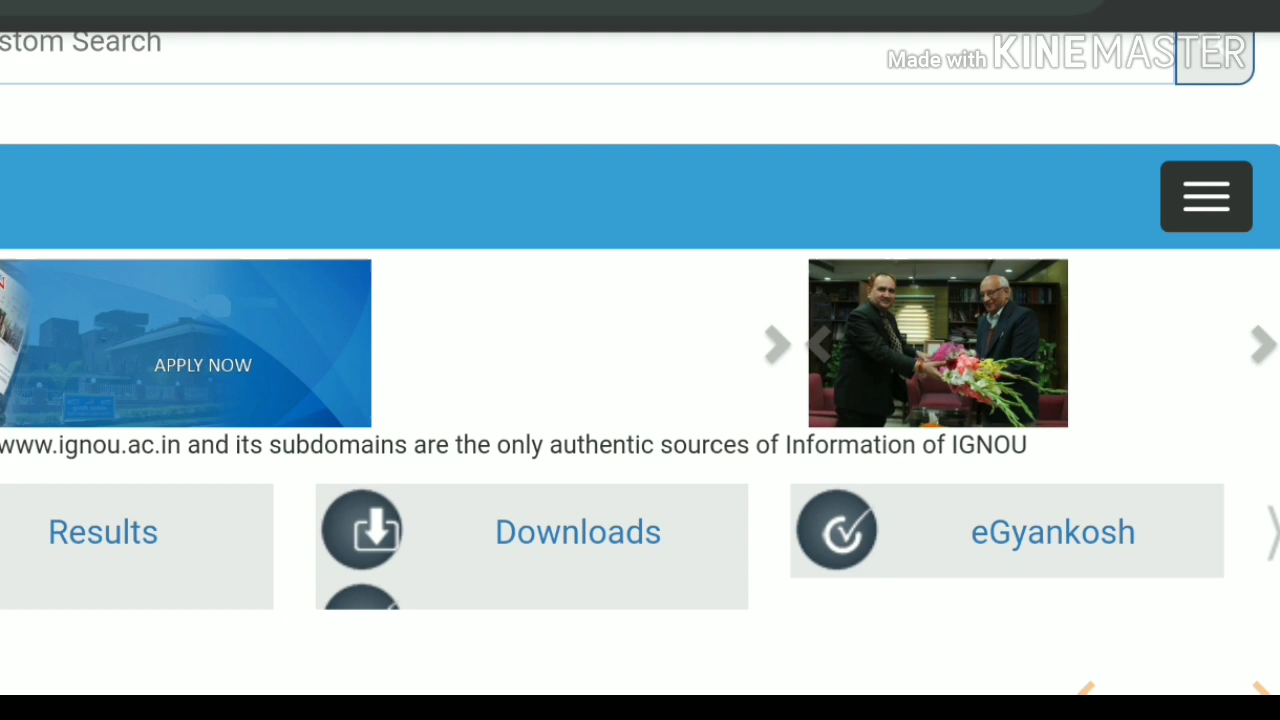 stom Search
Made with KINEMASTER
APPLY NOW
www.ignou.ac.in and its subdomains are the only authentic sources of Information of IGNOU
Results
Downloads
eGyankosh